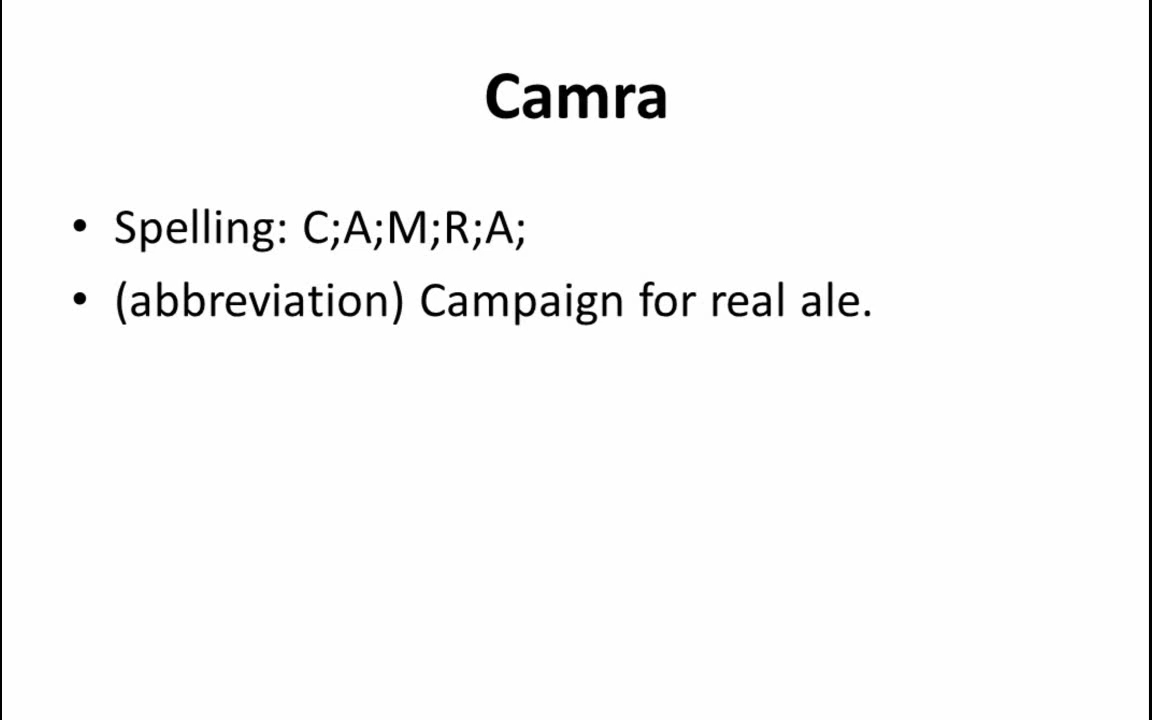 Camra
• Spelling: C;A;M;R;A;
• (abbreviation) Campaign for real ale.